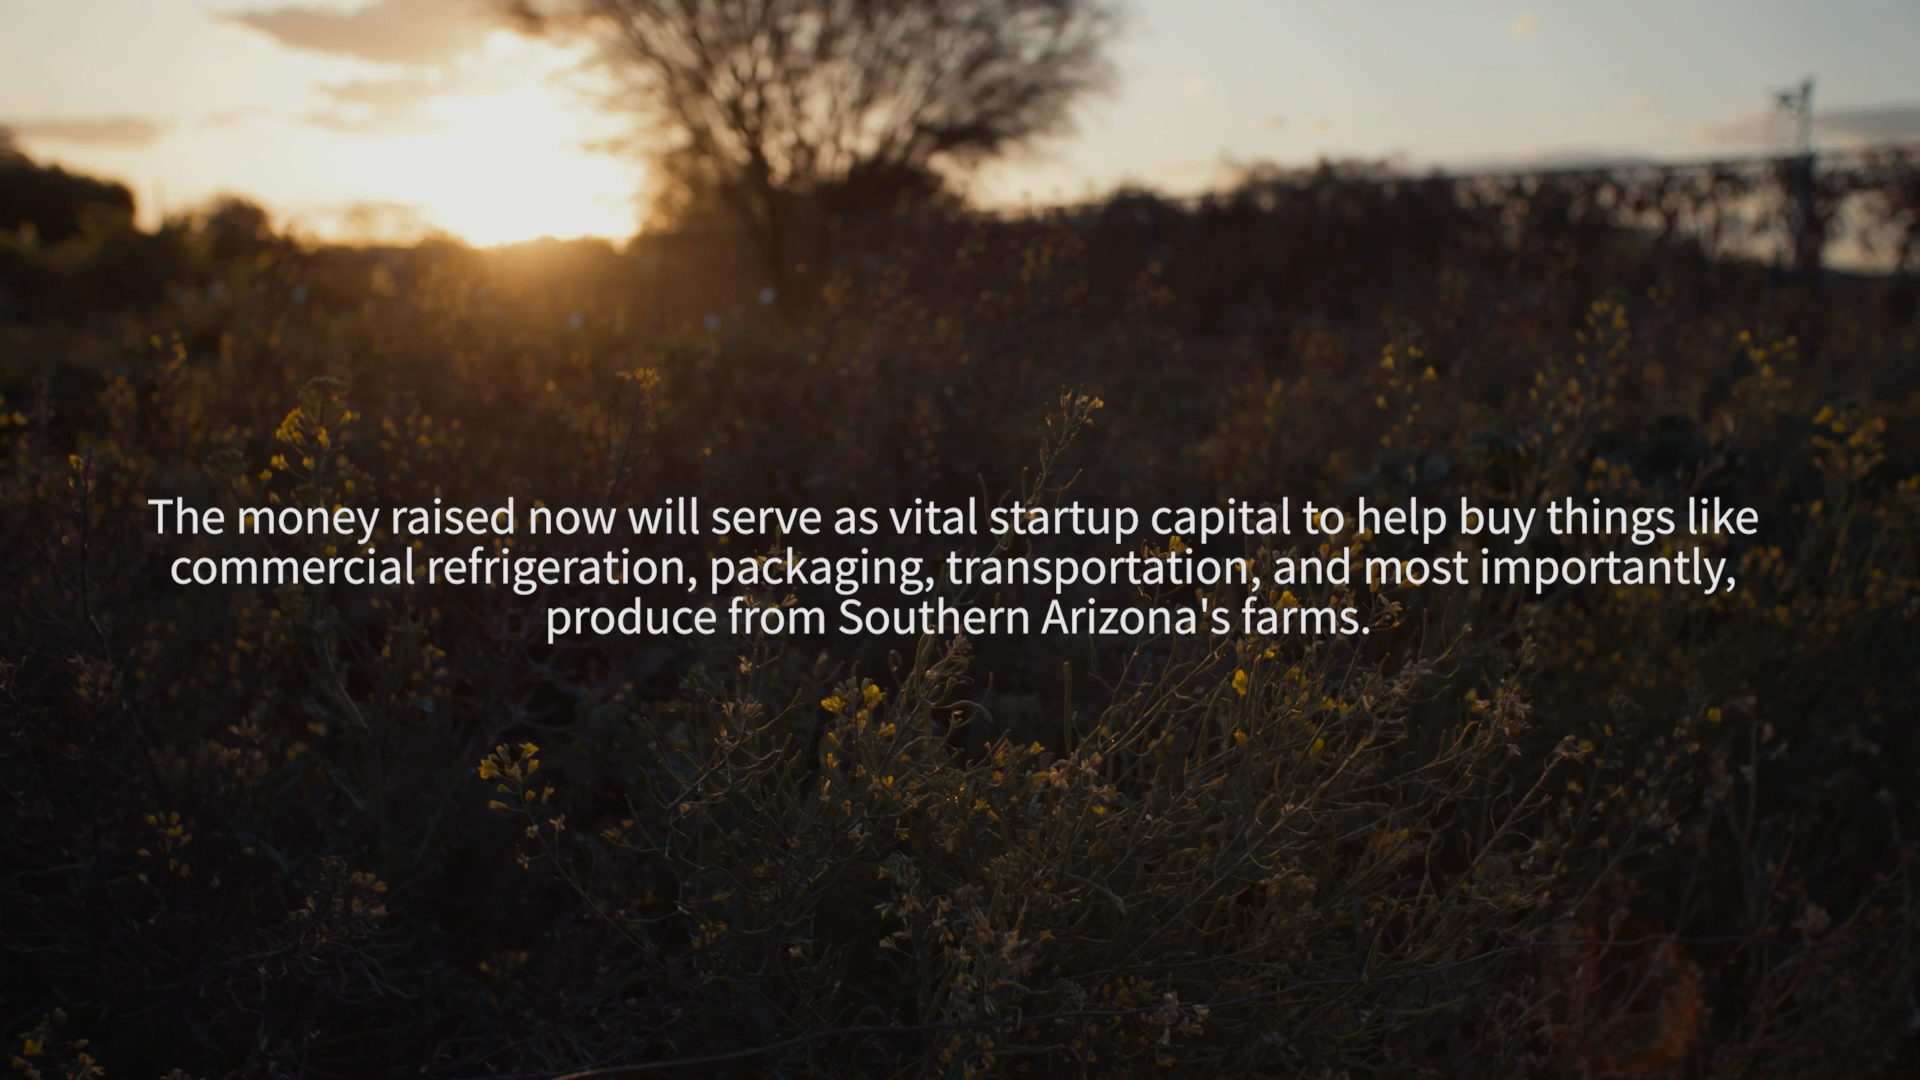 The money raised now will serve as vital startup capital to help buy things like
commercial refrigeration, packaging, transportation, and most importantly,
produce from Southern Arizona's farms.